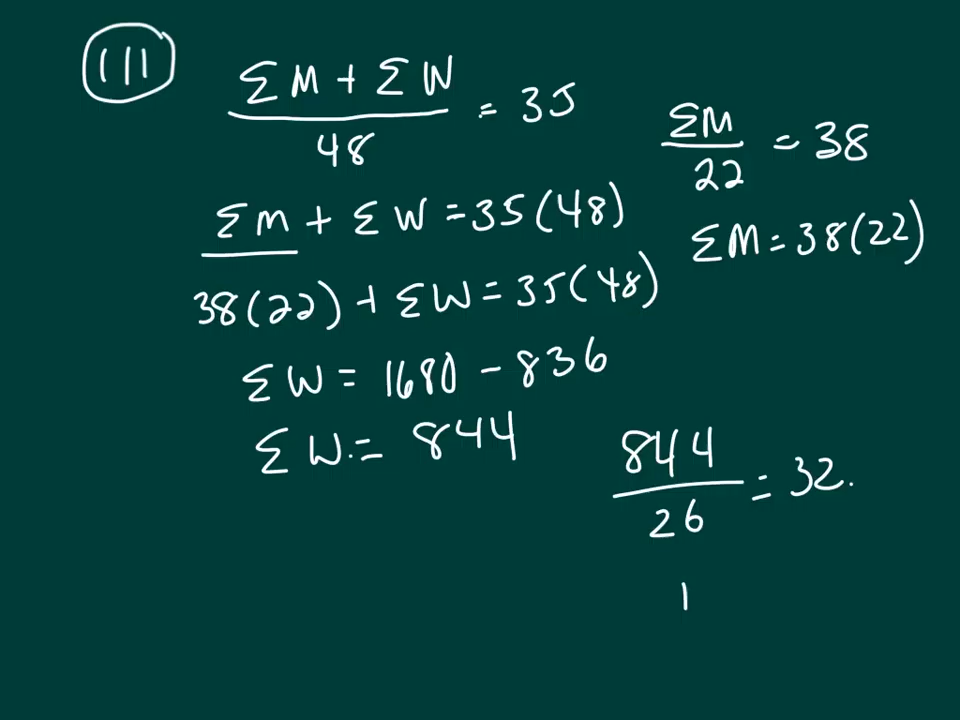 111
ΣM + ΣW
48
= 35
ΣM
22
= 38
ΣM + ΣW = 35(48)
ΣM = 38(22)
38(22) + ΣW = 35(48)
ΣW = 1680 - 836
ΣW = 844
844
26
= 32.
1